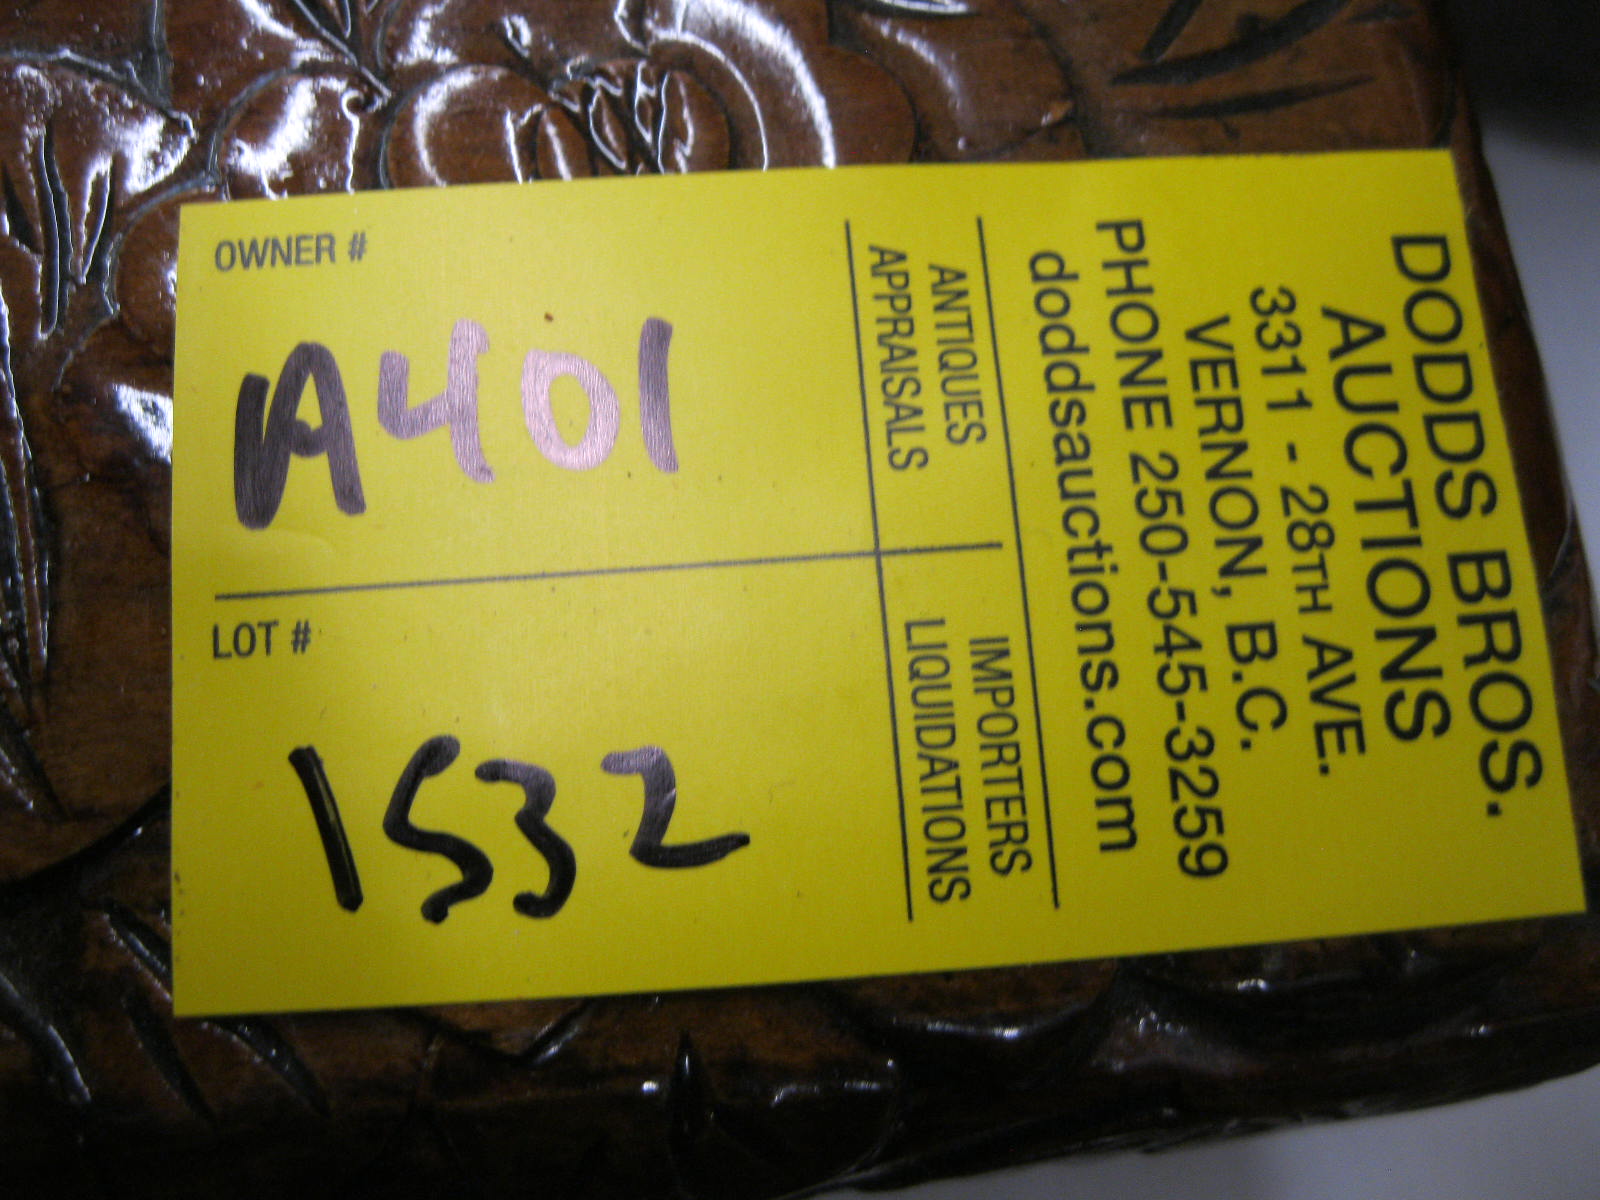 OWNER #
A401
LOT #
1532
DODDS BROS.
AUCTIONS
3311 - 28TH AVE.
VERNON, B.C.
PHONE 250-545-3259
doddsauctions.com
ANTIQUES
APPRAISALS
IMPORTERS
LIQUIDATIONS